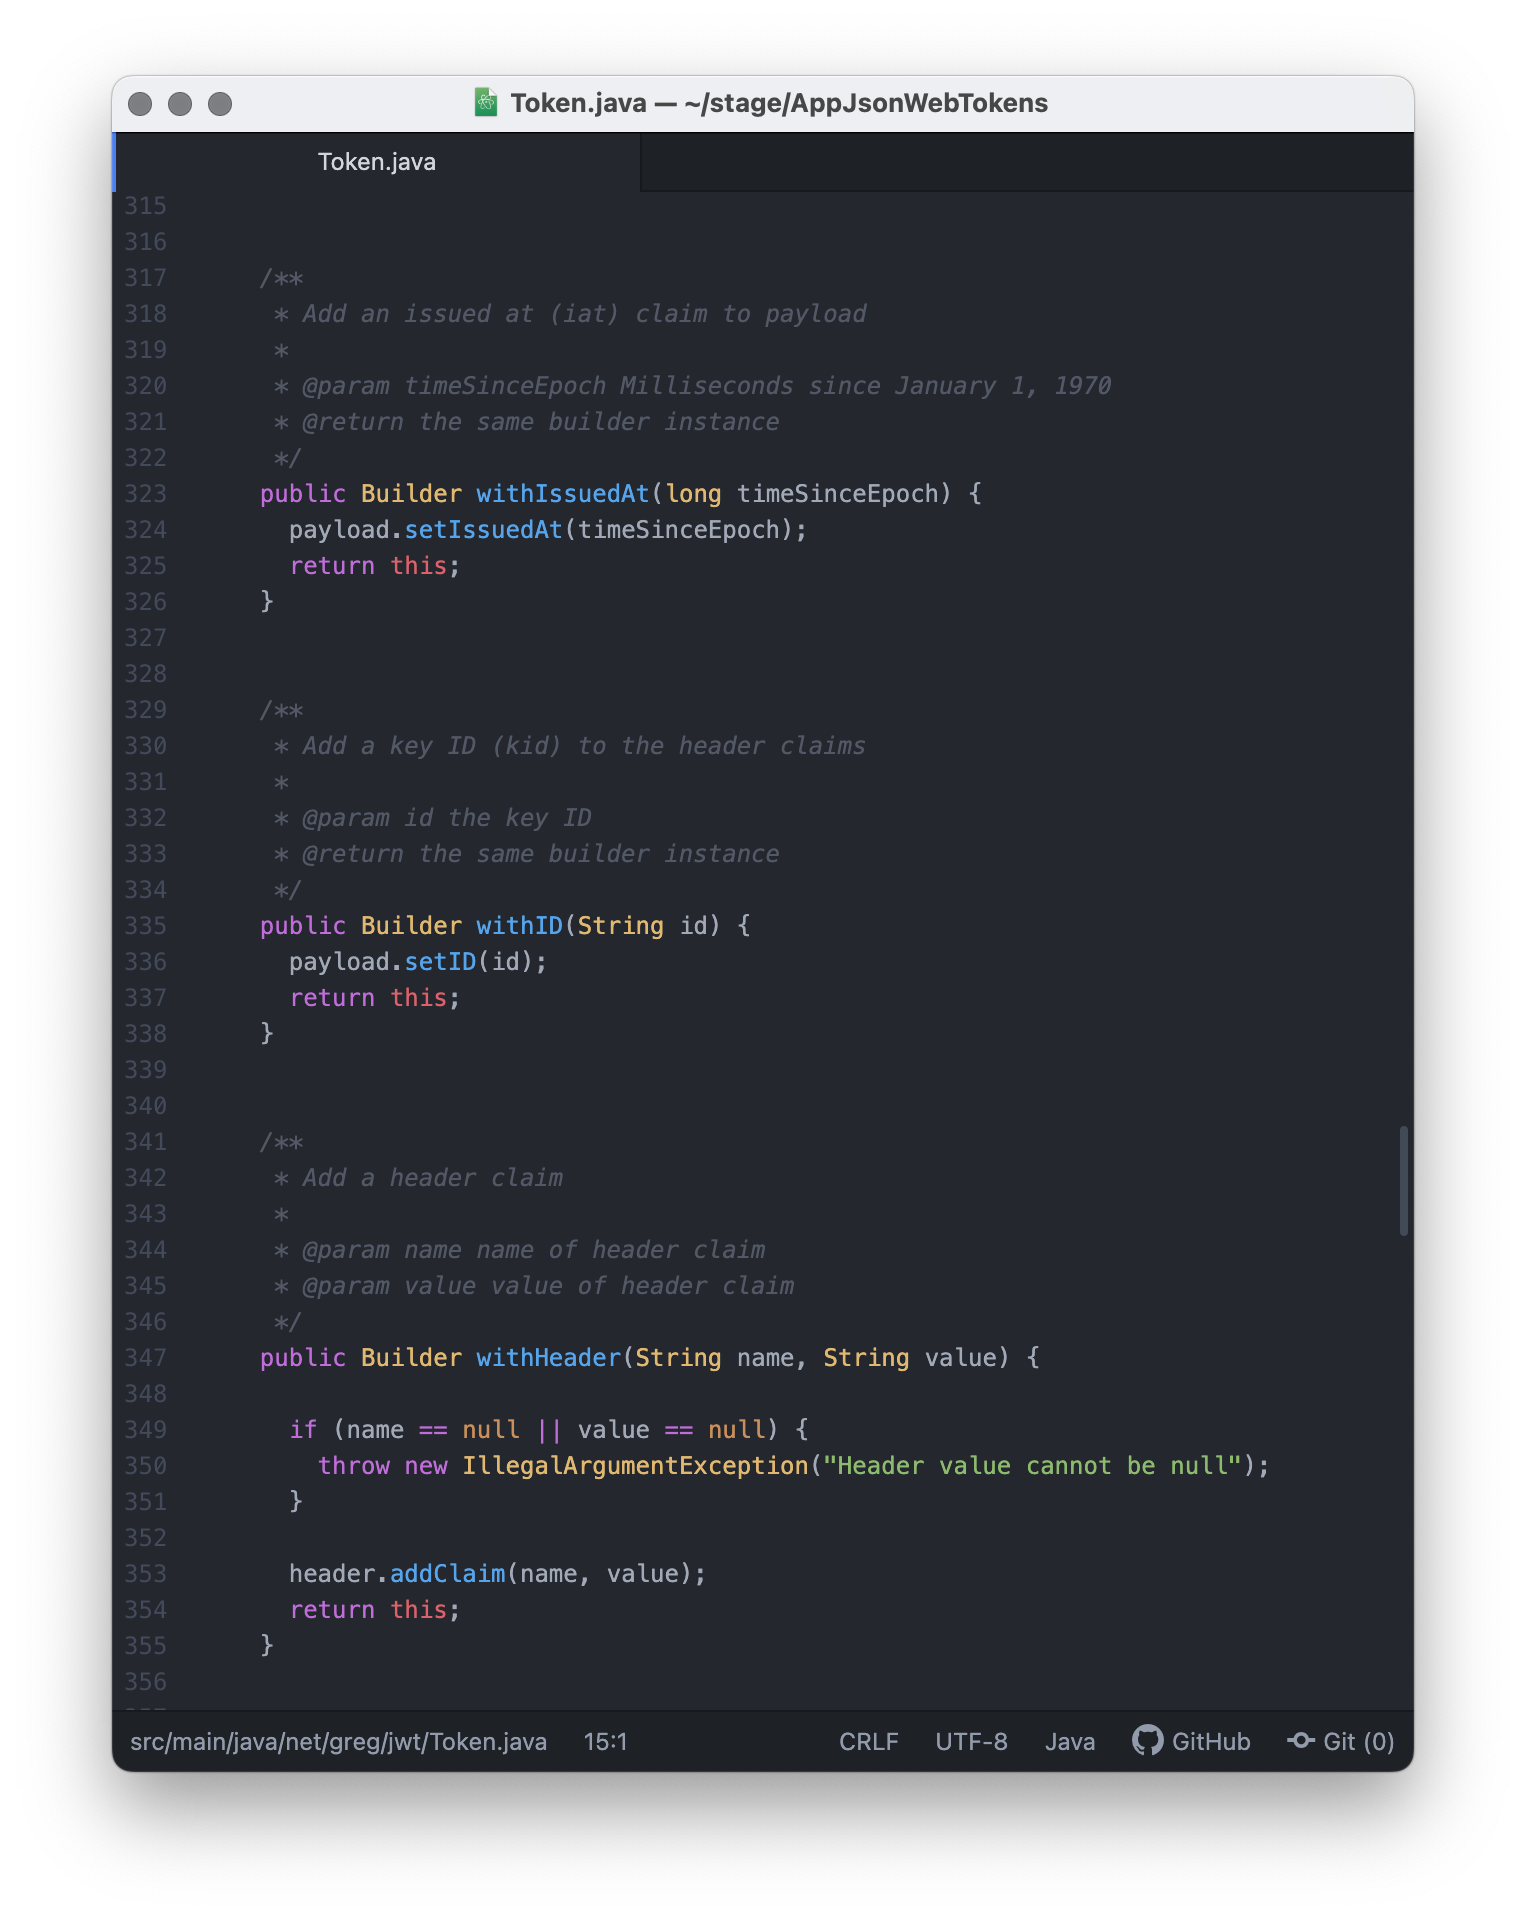 Token.java — ~/stage/AppJsonWebTokens
Token.java
315
316
317 /**
318 * Add an issued at (iat) claim to payload
319 *
320 * @param timeSinceEpoch Milliseconds since January 1, 1970
321 * @return the same builder instance
322 */
323 public Builder withIssuedAt(long timeSinceEpoch) {
324 payload.setIssuedAt(timeSinceEpoch);
325 return this;
326 }
327
328
329 /**
330 * Add a key ID (kid) to the header claims
331 *
332 * @param id the key ID
333 * @return the same builder instance
334 */
335 public Builder withID(String id) {
336 payload.setID(id);
337 return this;
338 }
339
340
341 /**
342 * Add a header claim
343 *
344 * @param name name of header claim
345 * @param value value of header claim
346 */
347 public Builder withHeader(String name, String value) {
348
349 if (name == null || value == null) {
350 throw new IllegalArgumentException("Header value cannot be null");
351 }
352
353 header.addClaim(name, value);
354 return this;
355 }
356
src/main/java/net/greg/jwt/Token.java 15:1 CRLF UTF-8 Java GitHub Git (0)